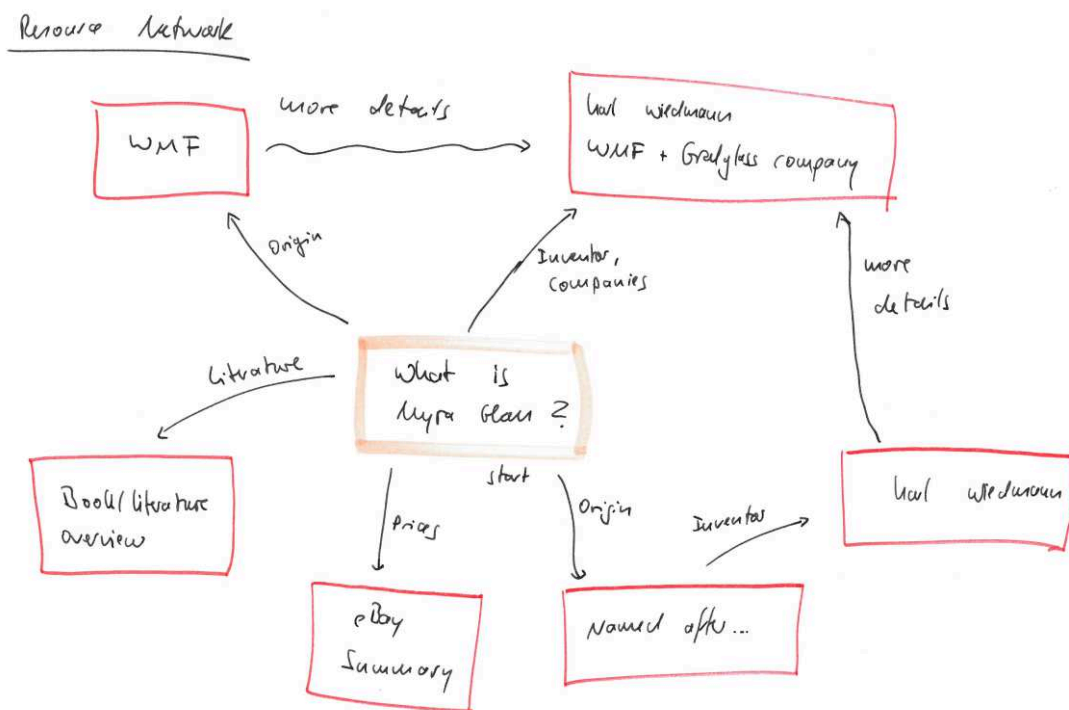 Resource Network
WMF
more details
Karl Wiedmann
WMF + Gralglass company
Origin
Inventor,
companies
more
details
Literature
What is
Myra Glass ?
start
Book/literature
overview
Prices
Origin
Inventor
Karl Wiedmann
eBay
Summary
Named after...